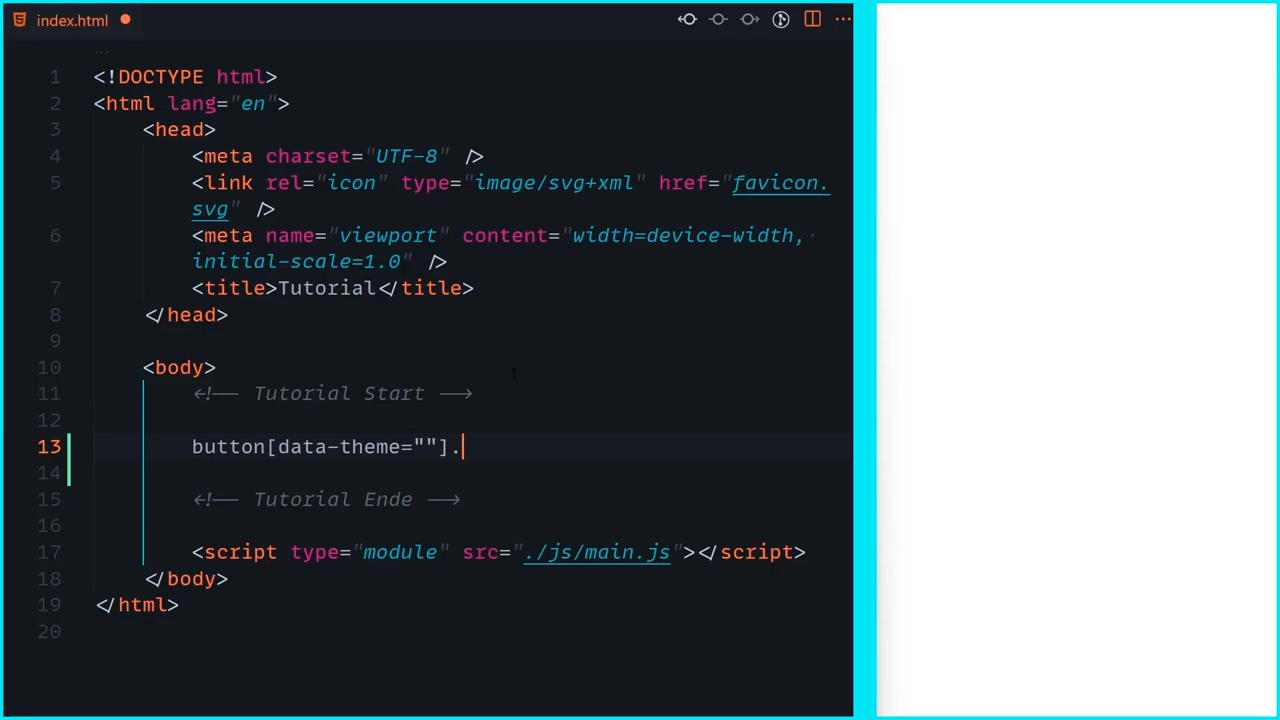 index.html
...
1 <!DOCTYPE html>
2 <html lang="en">
3 <head>
4 <meta charset="UTF-8" />
5 <link rel="icon" type="image/svg+xml" href="favicon.
svg" />
6 <meta name="viewport" content="width=device-width,
initial-scale=1.0" />
7 <title>Tutorial</title>
8 </head>
9
10 <body>
11 <!-- Tutorial Start -->
12
13 button[data-theme=""].
14
15 <!-- Tutorial Ende -->
16
17 <script type="module" src="./js/main.js"></script>
18 </body>
19 </html>
20